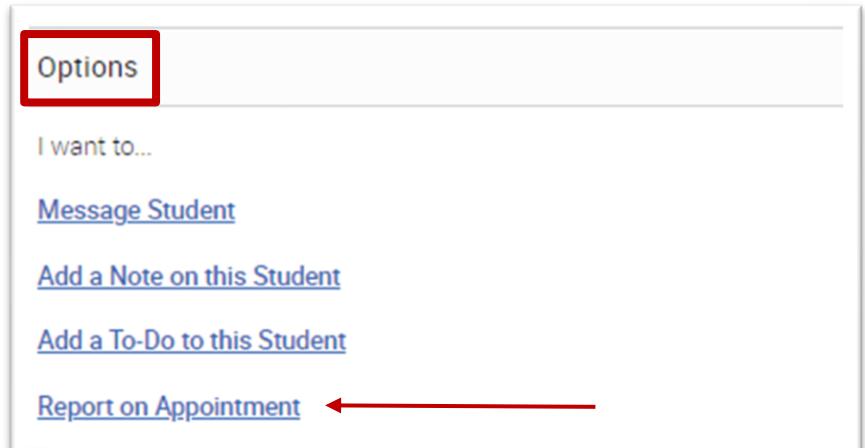 Options
I want to...
Message Student
Add a Note on this Student
Add a To-Do to this Student
Report on Appointment